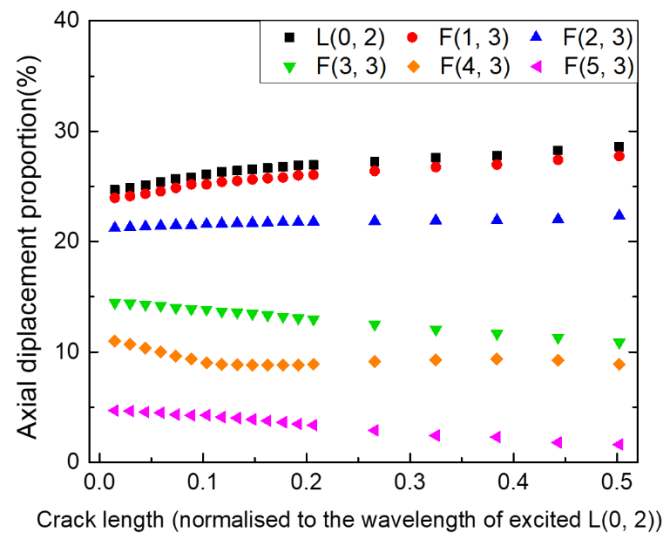 L(0, 2) F(1, 3) F(2, 3)
F(3, 3) F(4, 3) F(5, 3)
40
30
20
10
0
Axial diplacement proportion(%)
0.0 0.1 0.2 0.3 0.4 0.5
Crack length (normalised to the wavelength of excited L(0, 2))